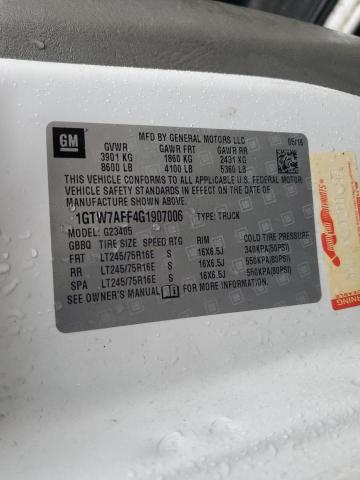 GM
MFD BY GENERAL MOTORS LLC
05/16
GVWR GAWR FRT GAWR RR
3901 KG 1860 KG 2431 KG
8600 LB 4100 LB 5360 LB
THIS VEHICLE CONFORMS TO ALL APPLICABLE U.S. FEDERAL MOTOR
VEHICLE SAFETY STANDARDS IN EFFECT ON THE DATE OF
MANUFACTURE SHOWN ABOVE.
1GTW7AFF4G1907006 TYPE: TRUCK
MODEL: G23405
GBBQ TIRE SIZE SPEED RTG RIM COLD TIRE PRESSURE
FRT LT245/75R16E S 16X6.5J 340KPA(50PSI)
RR LT245/75R16E S 16X6.5J 550KPA(80PSI)
SPA LT245/75R16E S 16X6.5J 550KPA(80PSI)
SEE OWNER'S MANUAL FOR MORE INFORMATION
WARNING